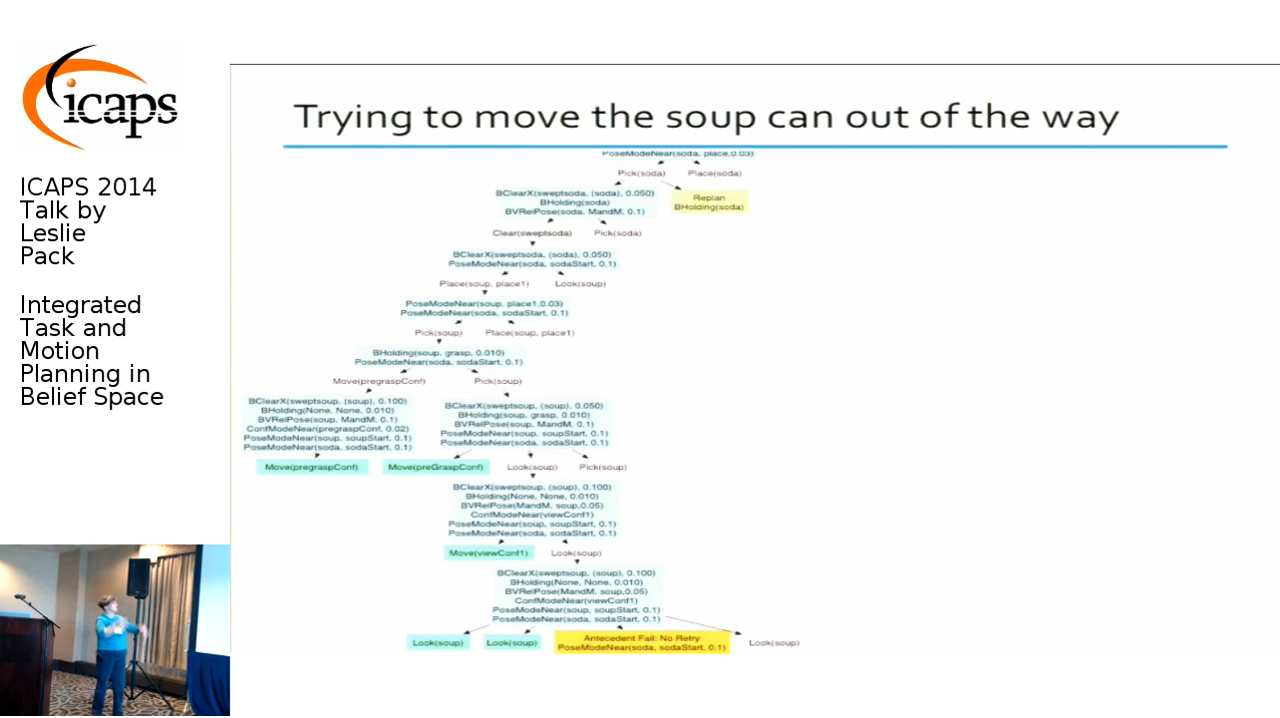 icaps
ICAPS 2014
Talk by
Leslie
Pack
Integrated
Task and
Motion
Planning in
Belief Space
Trying to move the soup can out of the way
PoseModeNear(soda, place,0.03)
Pick(soda) Place(soda)
BClearX(sweptsoda, (soda), 0.050)
BHolding(soda)
BVRelPose(soda, MandM, 0.1)
Replan
BHolding(soda)
Clear(sweptsoda) Pick(soda)
BClearX(sweptsoda, (soda), 0.050)
PoseModeNear(soda, sodaStart, 0.1)
Place(soup, place1) Look(soup)
PoseModeNear(soup, place1,0.03)
PoseModeNear(soda, sodaStart, 0.1)
Pick(soup) Place(soup, place1)
BHolding(soup, grasp, 0.010)
PoseModeNear(soda, sodaStart, 0.1)
Move(pregraspConf) Pick(soup)
BClearX(sweptsoup, (soup), 0.100)
BHolding(None, None, 0.010)
BVRelPose(soup, MandM, 0.1)
ConfModeNear(pregraspConf, 0.02)
PoseModeNear(soup, soupStart, 0.1)
PoseModeNear(soda, sodaStart, 0.1)
BClearX(sweptsoup, (soup), 0.050)
BHolding(soup, grasp, 0.010)
BVRelPose(soup, MandM, 0.1)
PoseModeNear(soup, soupStart, 0.1)
PoseModeNear(soda, sodaStart, 0.1)
Move(pregraspConf) Move(preGraspConf) Look(soup) Pick(soup)
BClearX(sweptsoup, (soup), 0.100)
BHolding(None, None, 0.010)
BVRelPose(MandM, soup,0.05)
ConfModeNear(viewConf1)
PoseModeNear(soup, soupStart, 0.1)
PoseModeNear(soda, sodaStart, 0.1)
Move(viewConf1) Look(soup)
BClearX(sweptsoup, (soup), 0.100)
BHolding(None, None, 0.010)
BVRelPose(MandM, soup,0.05)
ConfModeNear(viewConf1)
PoseModeNear(soup, soupStart, 0.1)
PoseModeNear(soda, sodaStart, 0.1)
Look(soup) Look(soup)
Antecedent Fail: No Retry
PoseModeNear(soda, sodaStart, 0.1)
Look(soup)